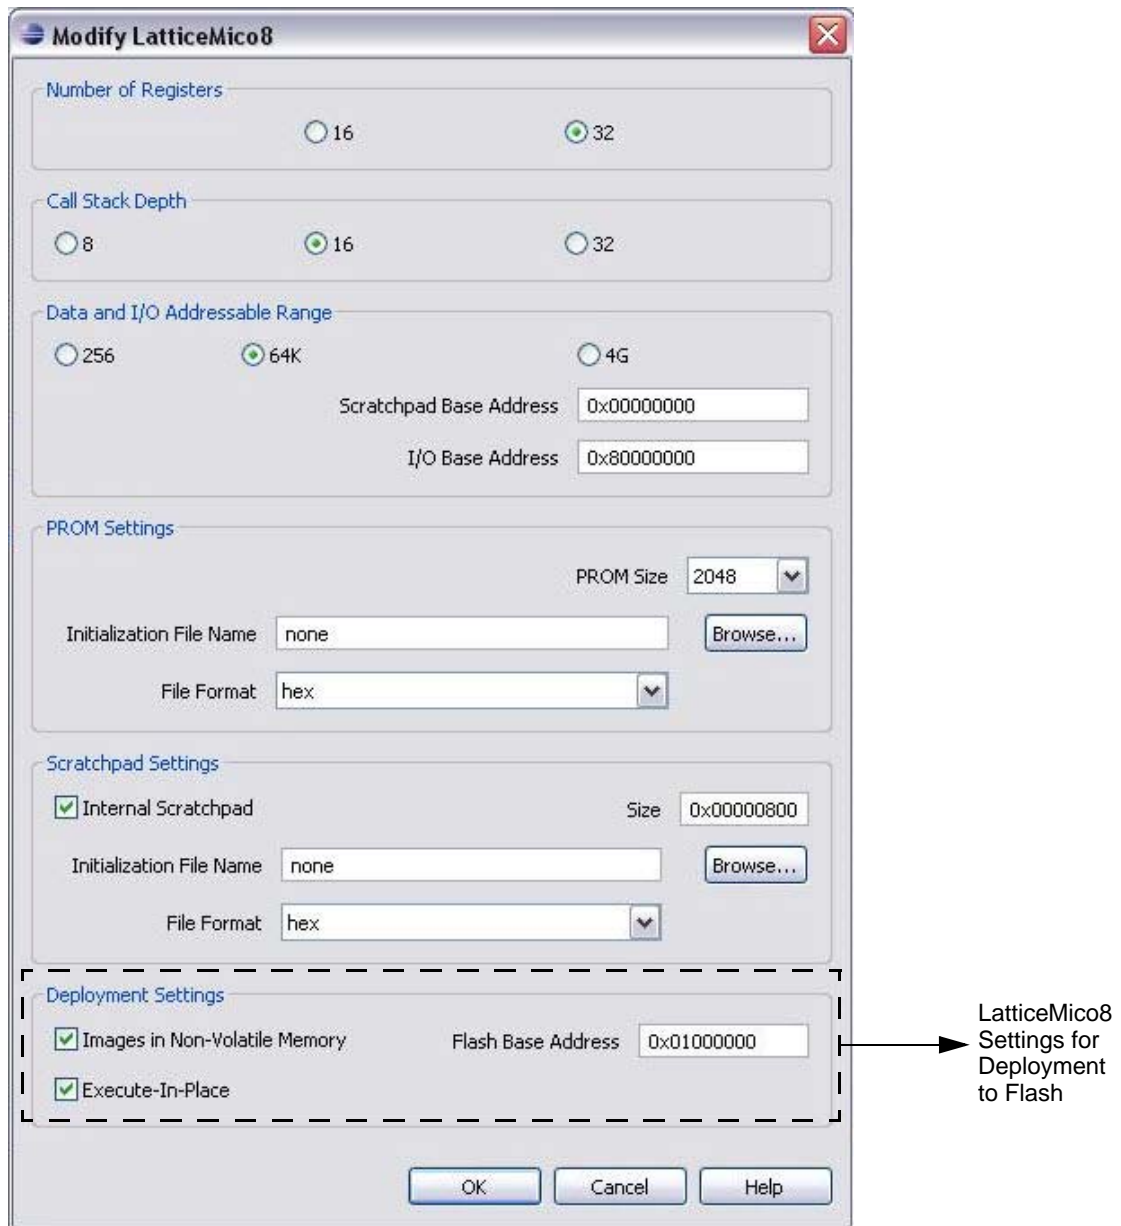 Modify LatticeMico8
Number of Registers
16 32
Call Stack Depth
8 16 32
Data and I/O Addressable Range
256 64K 4G
Scratchpad Base Address 0x00000000
I/O Base Address 0x80000000
PROM Settings
PROM Size 2048
Initialization File Name none Browse...
File Format hex
Scratchpad Settings
Internal Scratchpad Size 0x00000800
Initialization File Name none Browse...
File Format hex
Deployment Settings
Images in Non-Volatile Memory Flash Base Address 0x01000000
Execute-In-Place
LatticeMico8
Settings for
Deployment
to Flash
OK Cancel Help